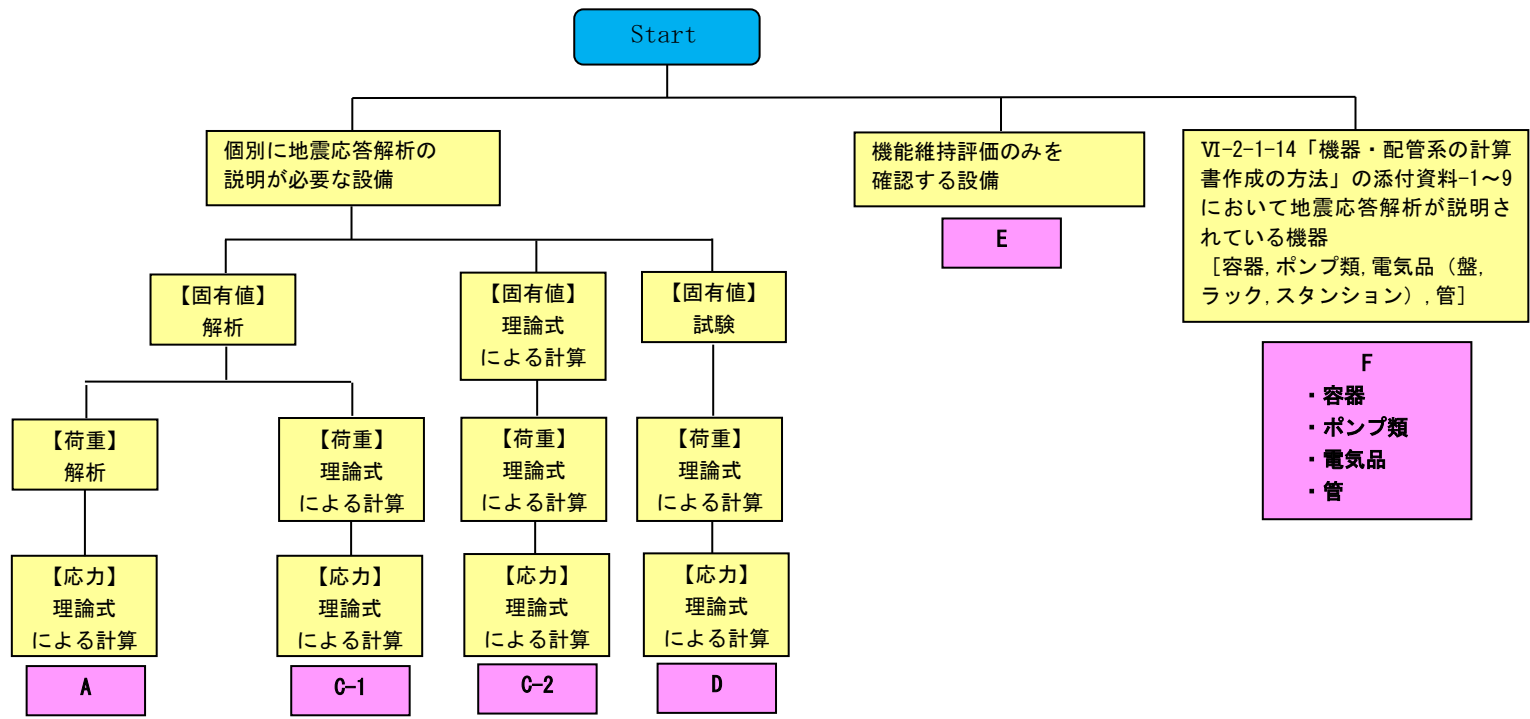 Start
個別に地震応答解析の
説明が必要な設備
機能維持評価のみを
確認する設備
E
Ⅵ-2-1-14「機器・配管系の計算
書作成の方法」の添付資料-1～9
において地震応答解析が説明さ
れている機器
［容器,ポンプ類,電気品（盤,
ラック,スタンション）,管］
F
・容器
・ポンプ類
・電気品
・管
【固有値】
解析
【固有値】
理論式
による計算
【固有値】
試験
【荷重】
解析
【荷重】
理論式
による計算
【荷重】
理論式
による計算
【荷重】
理論式
による計算
【応力】
理論式
による計算
【応力】
理論式
による計算
【応力】
理論式
による計算
【応力】
理論式
による計算
A
C-1
C-2
D